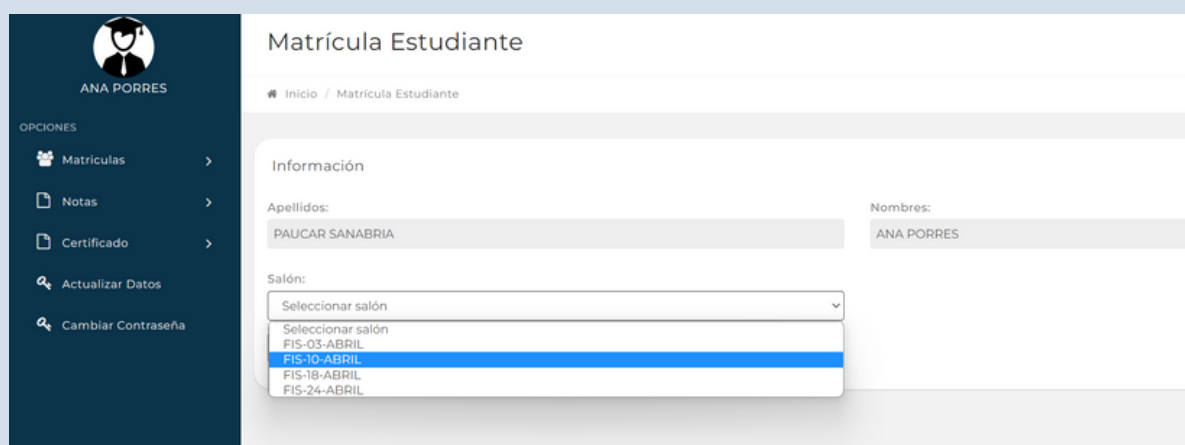 ANA PORRES
OPCIONES
Matriculas
Notas
Certificado
Actualizar Datos
Cambiar Contraseña
Matrícula Estudiante
Inicio / Matrícula Estudiante
Información
Apellidos:
PAUCAR SANABRIA
Nombres:
ANA PORRES
Salón:
Seleccionar salón
Seleccionar salón
FIS-03-ABRIL
FIS-10-ABRIL
FIS-18-ABRIL
FIS-24-ABRIL